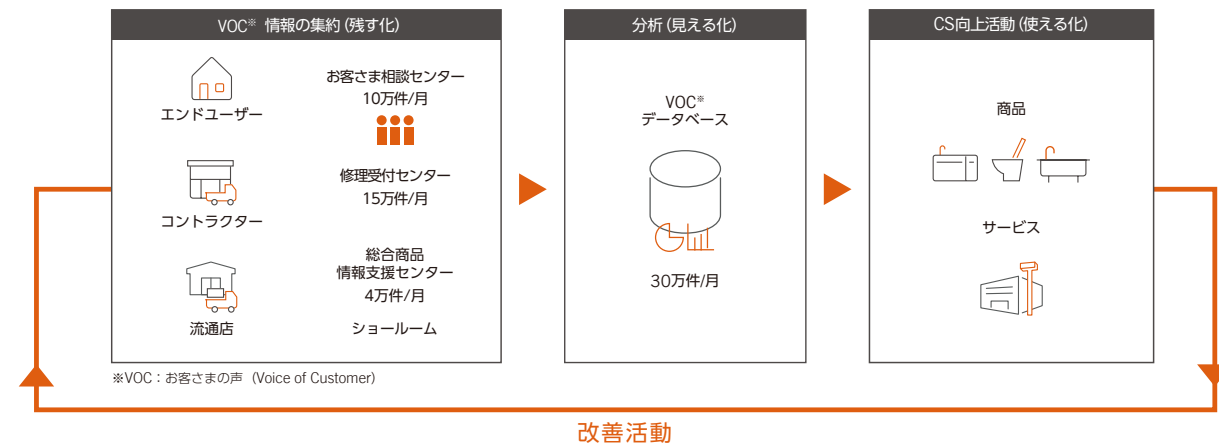 VOC※ 情報の集約(残す化)
エンドユーザー
コントラクター
流通店
お客さま相談センター
10万件/月
修理受付センター
15万件/月
総合商品
情報支援センター
4万件/月
ショールーム
分析(見える化)
VOC※
データベース
30万件/月
CS向上活動(使える化)
商品
サービス
※VOC：お客さまの声 (Voice of Customer)
改善活動